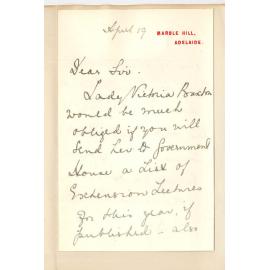 April 19
MARBLE HILL,
ADELAIDE.
Dear Sir.
Lady Victoria Buxton
would be much
obliged if you will
send her to Government
House a List of
Extension Lectures
for this year, if
published - also